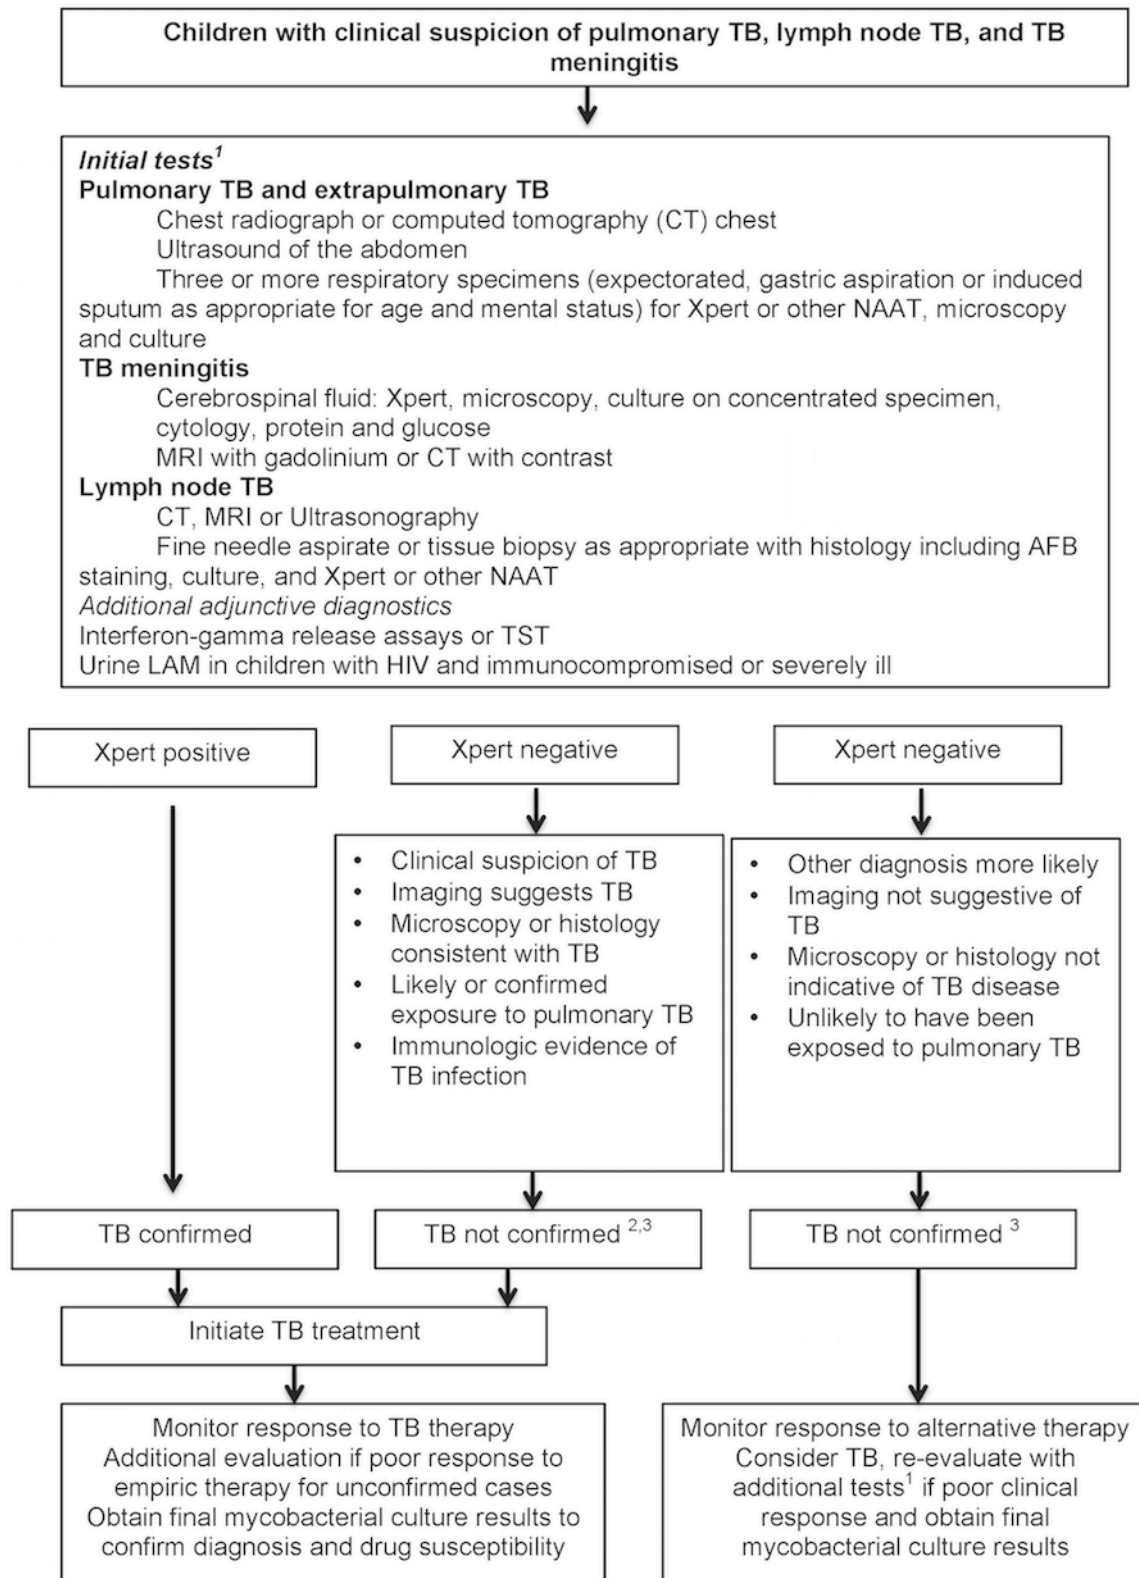 Children with clinical suspicion of pulmonary TB, lymph node TB, and TB
meningitis
Initial tests1
Pulmonary TB and extrapulmonary TB
Chest radiograph or computed tomography (CT) chest
Ultrasound of the abdomen
Three or more respiratory specimens (expectorated, gastric aspiration or induced
sputum as appropriate for age and mental status) for Xpert or other NAAT, microscopy
and culture
TB meningitis
Cerebrospinal fluid: Xpert, microscopy, culture on concentrated specimen,
cytology, protein and glucose
MRI with gadolinium or CT with contrast
Lymph node TB
CT, MRI or Ultrasonography
Fine needle aspirate or tissue biopsy as appropriate with histology including AFB
staining, culture, and Xpert or other NAAT
Additional adjunctive diagnostics
Interferon-gamma release assays or TST
Urine LAM in children with HIV and immunocompromised or severely ill
Xpert positive
Xpert negative
Xpert negative
• Clinical suspicion of TB
• Imaging suggests TB
• Microscopy or histology
consistent with TB
• Likely or confirmed
exposure to pulmonary TB
• Immunologic evidence of
TB infection
• Other diagnosis more likely
• Imaging not suggestive of
TB
• Microscopy or histology not
indicative of TB disease
• Unlikely to have been
exposed to pulmonary TB
TB confirmed
TB not confirmed 2,3
TB not confirmed 3
Initiate TB treatment
Monitor response to TB therapy
Additional evaluation if poor response to
empiric therapy for unconfirmed cases
Obtain final mycobacterial culture results to
confirm diagnosis and drug susceptibility
Monitor response to alternative therapy
Consider TB, re-evaluate with
additional tests1 if poor clinical
response and obtain final
mycobacterial culture results